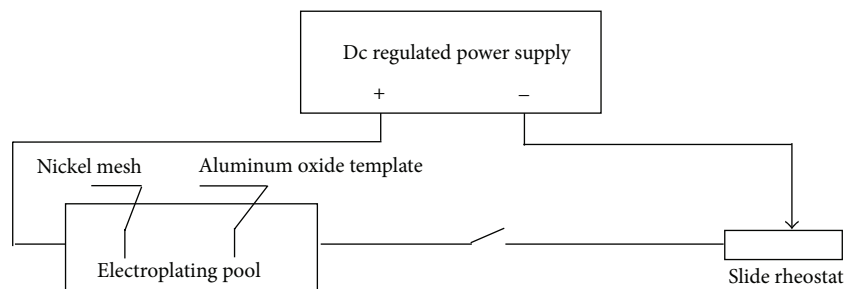 Dc regulated power supply
+ −
Nickel mesh Aluminum oxide template
Electroplating pool
Slide rheostat